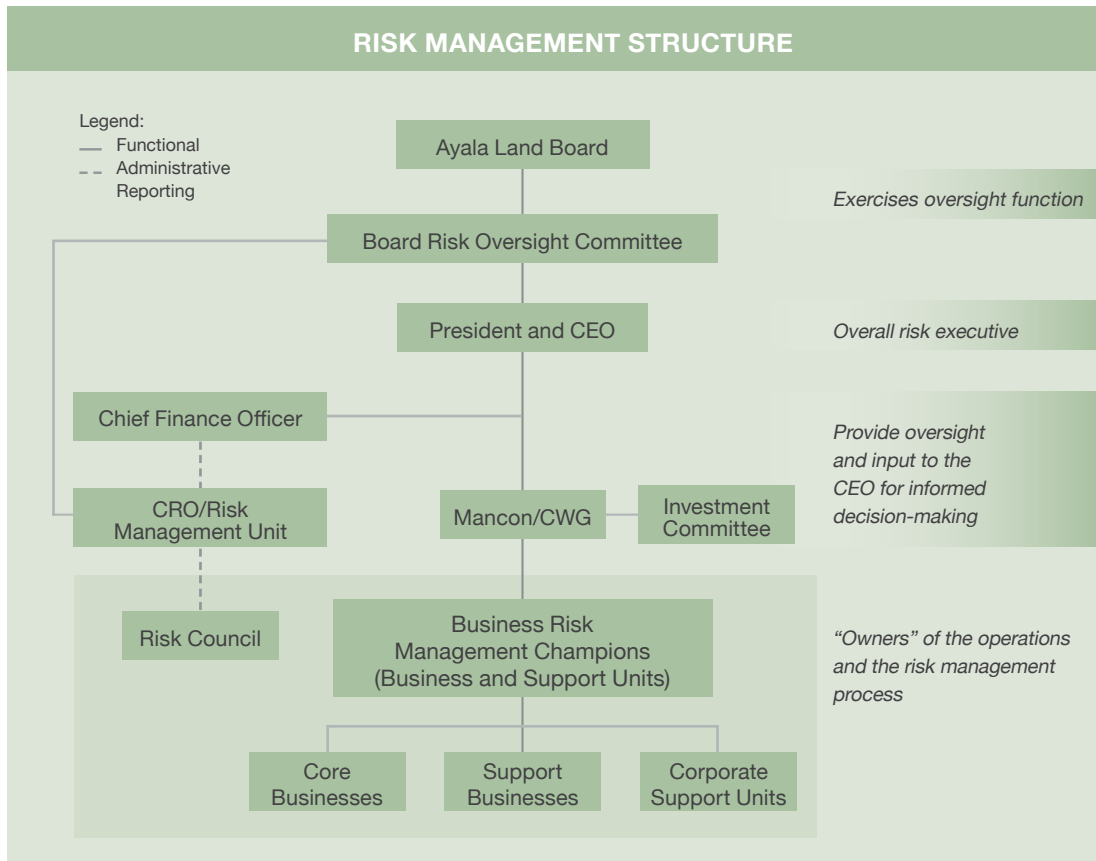 RISK MANAGEMENT STRUCTURE
Legend:
Functional
Administrative
Reporting
Ayala Land Board
Exercises oversight function
Board Risk Oversight Committee
President and CEO
Overall risk executive
Chief Finance Officer
Provide oversight
and input to the
CEO for informed
decision-making
CRO/Risk
Management Unit
Mancon/CWG
Investment
Committee
Risk Council
Business Risk
Management Champions
(Business and Support Units)
“Owners” of the operations
and the risk management
process
Core
Businesses
Support
Businesses
Corporate
Support Units